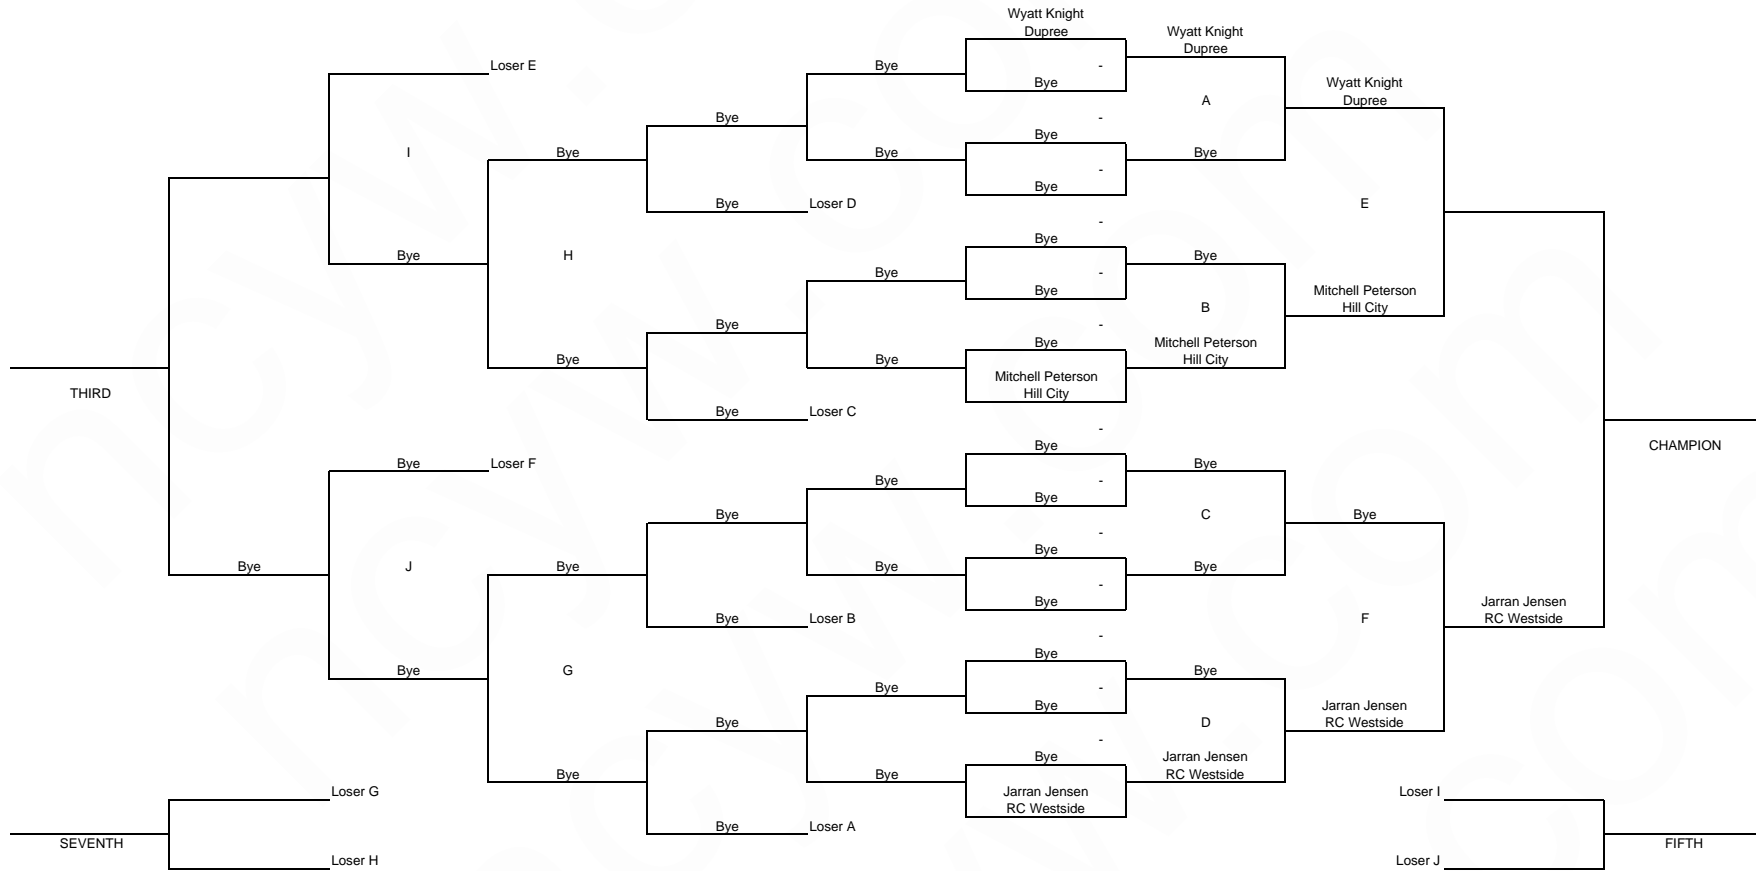 Wyatt Knight
Dupree
Wyatt Knight
Dupree
Loser E
Bye
-
Bye
Wyatt Knight
Dupree
A
Bye
-
Bye
I
Bye
Bye
Bye
-
Bye
Bye
Loser D
E
-
Bye
Bye
H
Bye
Bye
-
Bye
Mitchell Peterson
Hill City
B
Bye
-
Bye
Mitchell Peterson
Hill City
Bye
Bye
Mitchell Peterson
Hill City
THIRD
Bye
Loser C
-
Bye
CHAMPION
Bye
Loser F
Bye
Bye
-
Bye
Bye
C
Bye
-
Bye
Bye
J
Bye
Bye
Bye
-
Bye
Jarran Jensen
RC Westside
Bye
Loser B
F
-
Bye
Bye
G
Bye
Bye
-
Bye
Jarran Jensen
RC Westside
Bye
D
-
Bye
Jarran Jensen
RC Westside
Bye
Bye
Loser G
Jarran Jensen
RC Westside
Loser I
Bye
Loser A
SEVENTH
FIFTH
Loser H
Loser J